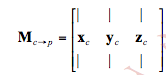 M_{c→p} = [ | | |
x_c y_c z_c
| | | ]